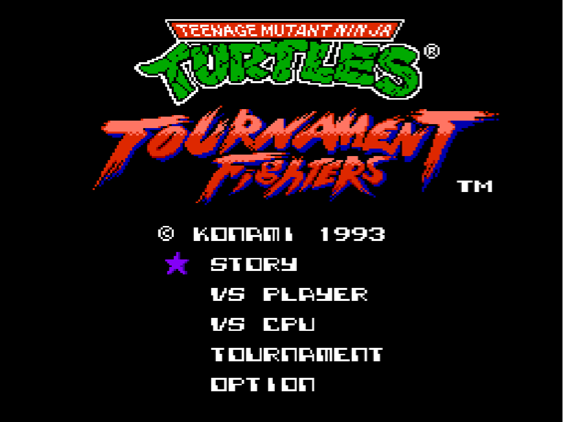 TEENAGE MUTANT NINJA
TURTLES®
TOURNAMENT
FIGHTERS
TM
© KONAMI 1993
STORY
VS PLAYER
VS CPU
TOURNAMENT
OPTION